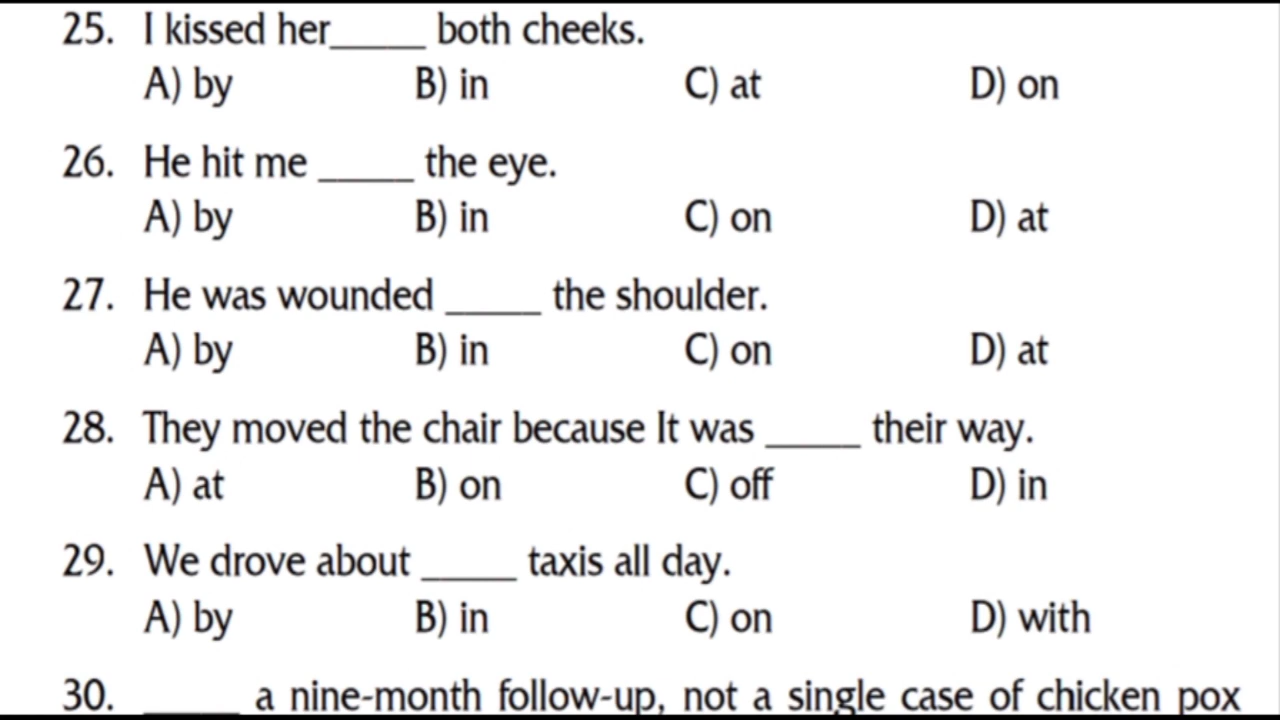 25. I kissed her_____ both cheeks.
A) by B) in C) at D) on
26. He hit me _____ the eye.
A) by B) in C) on D) at
27. He was wounded _____ the shoulder.
A) by B) in C) on D) at
28. They moved the chair because It was _____ their way.
A) at B) on C) off D) in
29. We drove about _____ taxis all day.
A) by B) in C) on D) with
30. _____ a nine-month follow-up, not a single case of chicken pox